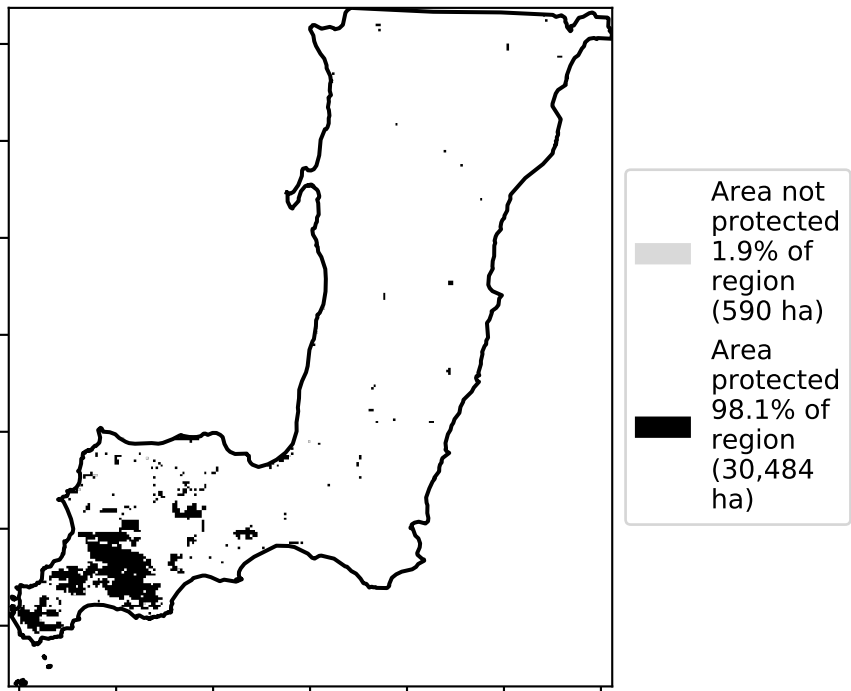 Area not
protected
1.9% of
region
(590 ha)
Area
protected
98.1% of
region
(30,484
ha)